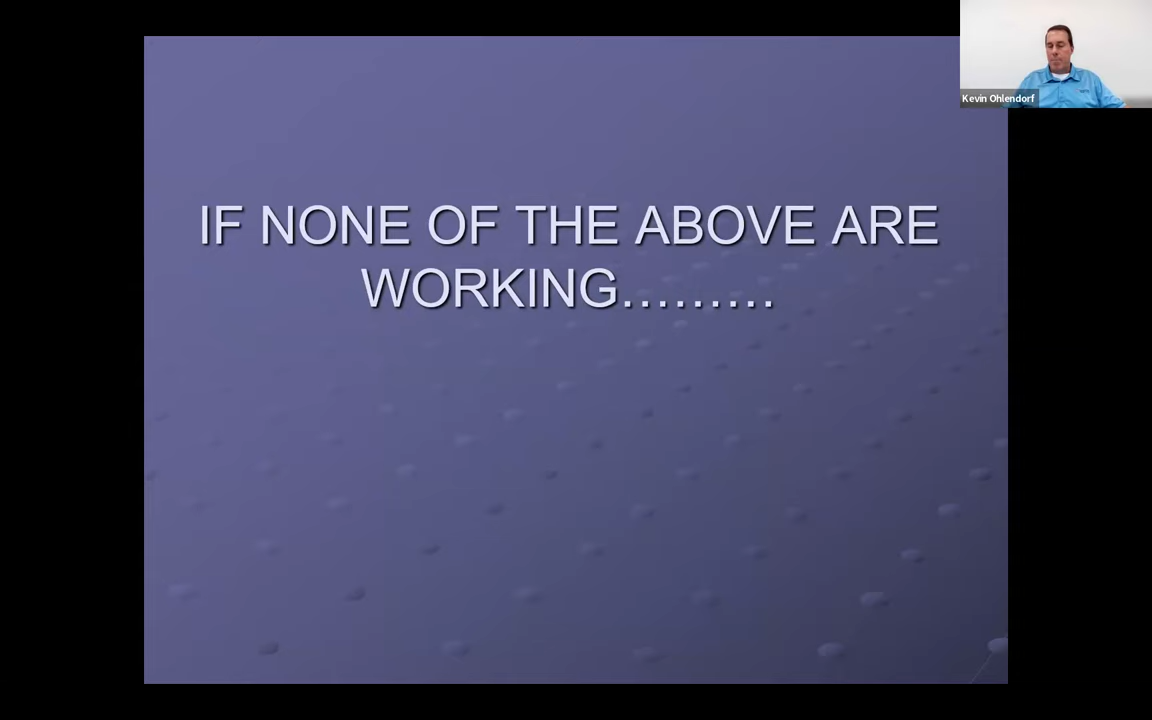 IF NONE OF THE ABOVE ARE
WORKING.........
Kevin Ohlendorf